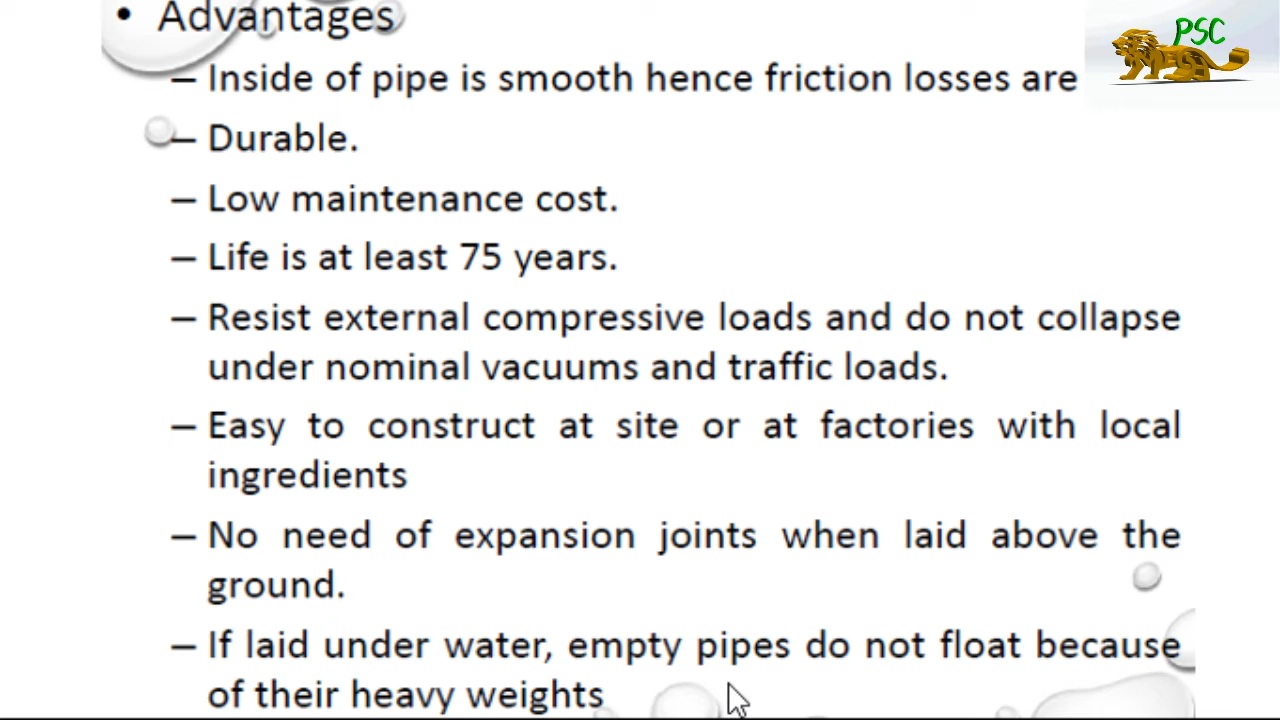 • Advantages
PSC
– Inside of pipe is smooth hence friction losses are
– Durable.
– Low maintenance cost.
– Life is at least 75 years.
– Resist external compressive loads and do not collapse
under nominal vacuums and traffic loads.
– Easy to construct at site or at factories with local
ingredients
– No need of expansion joints when laid above the
ground.
– If laid under water, empty pipes do not float because
of their heavy weights